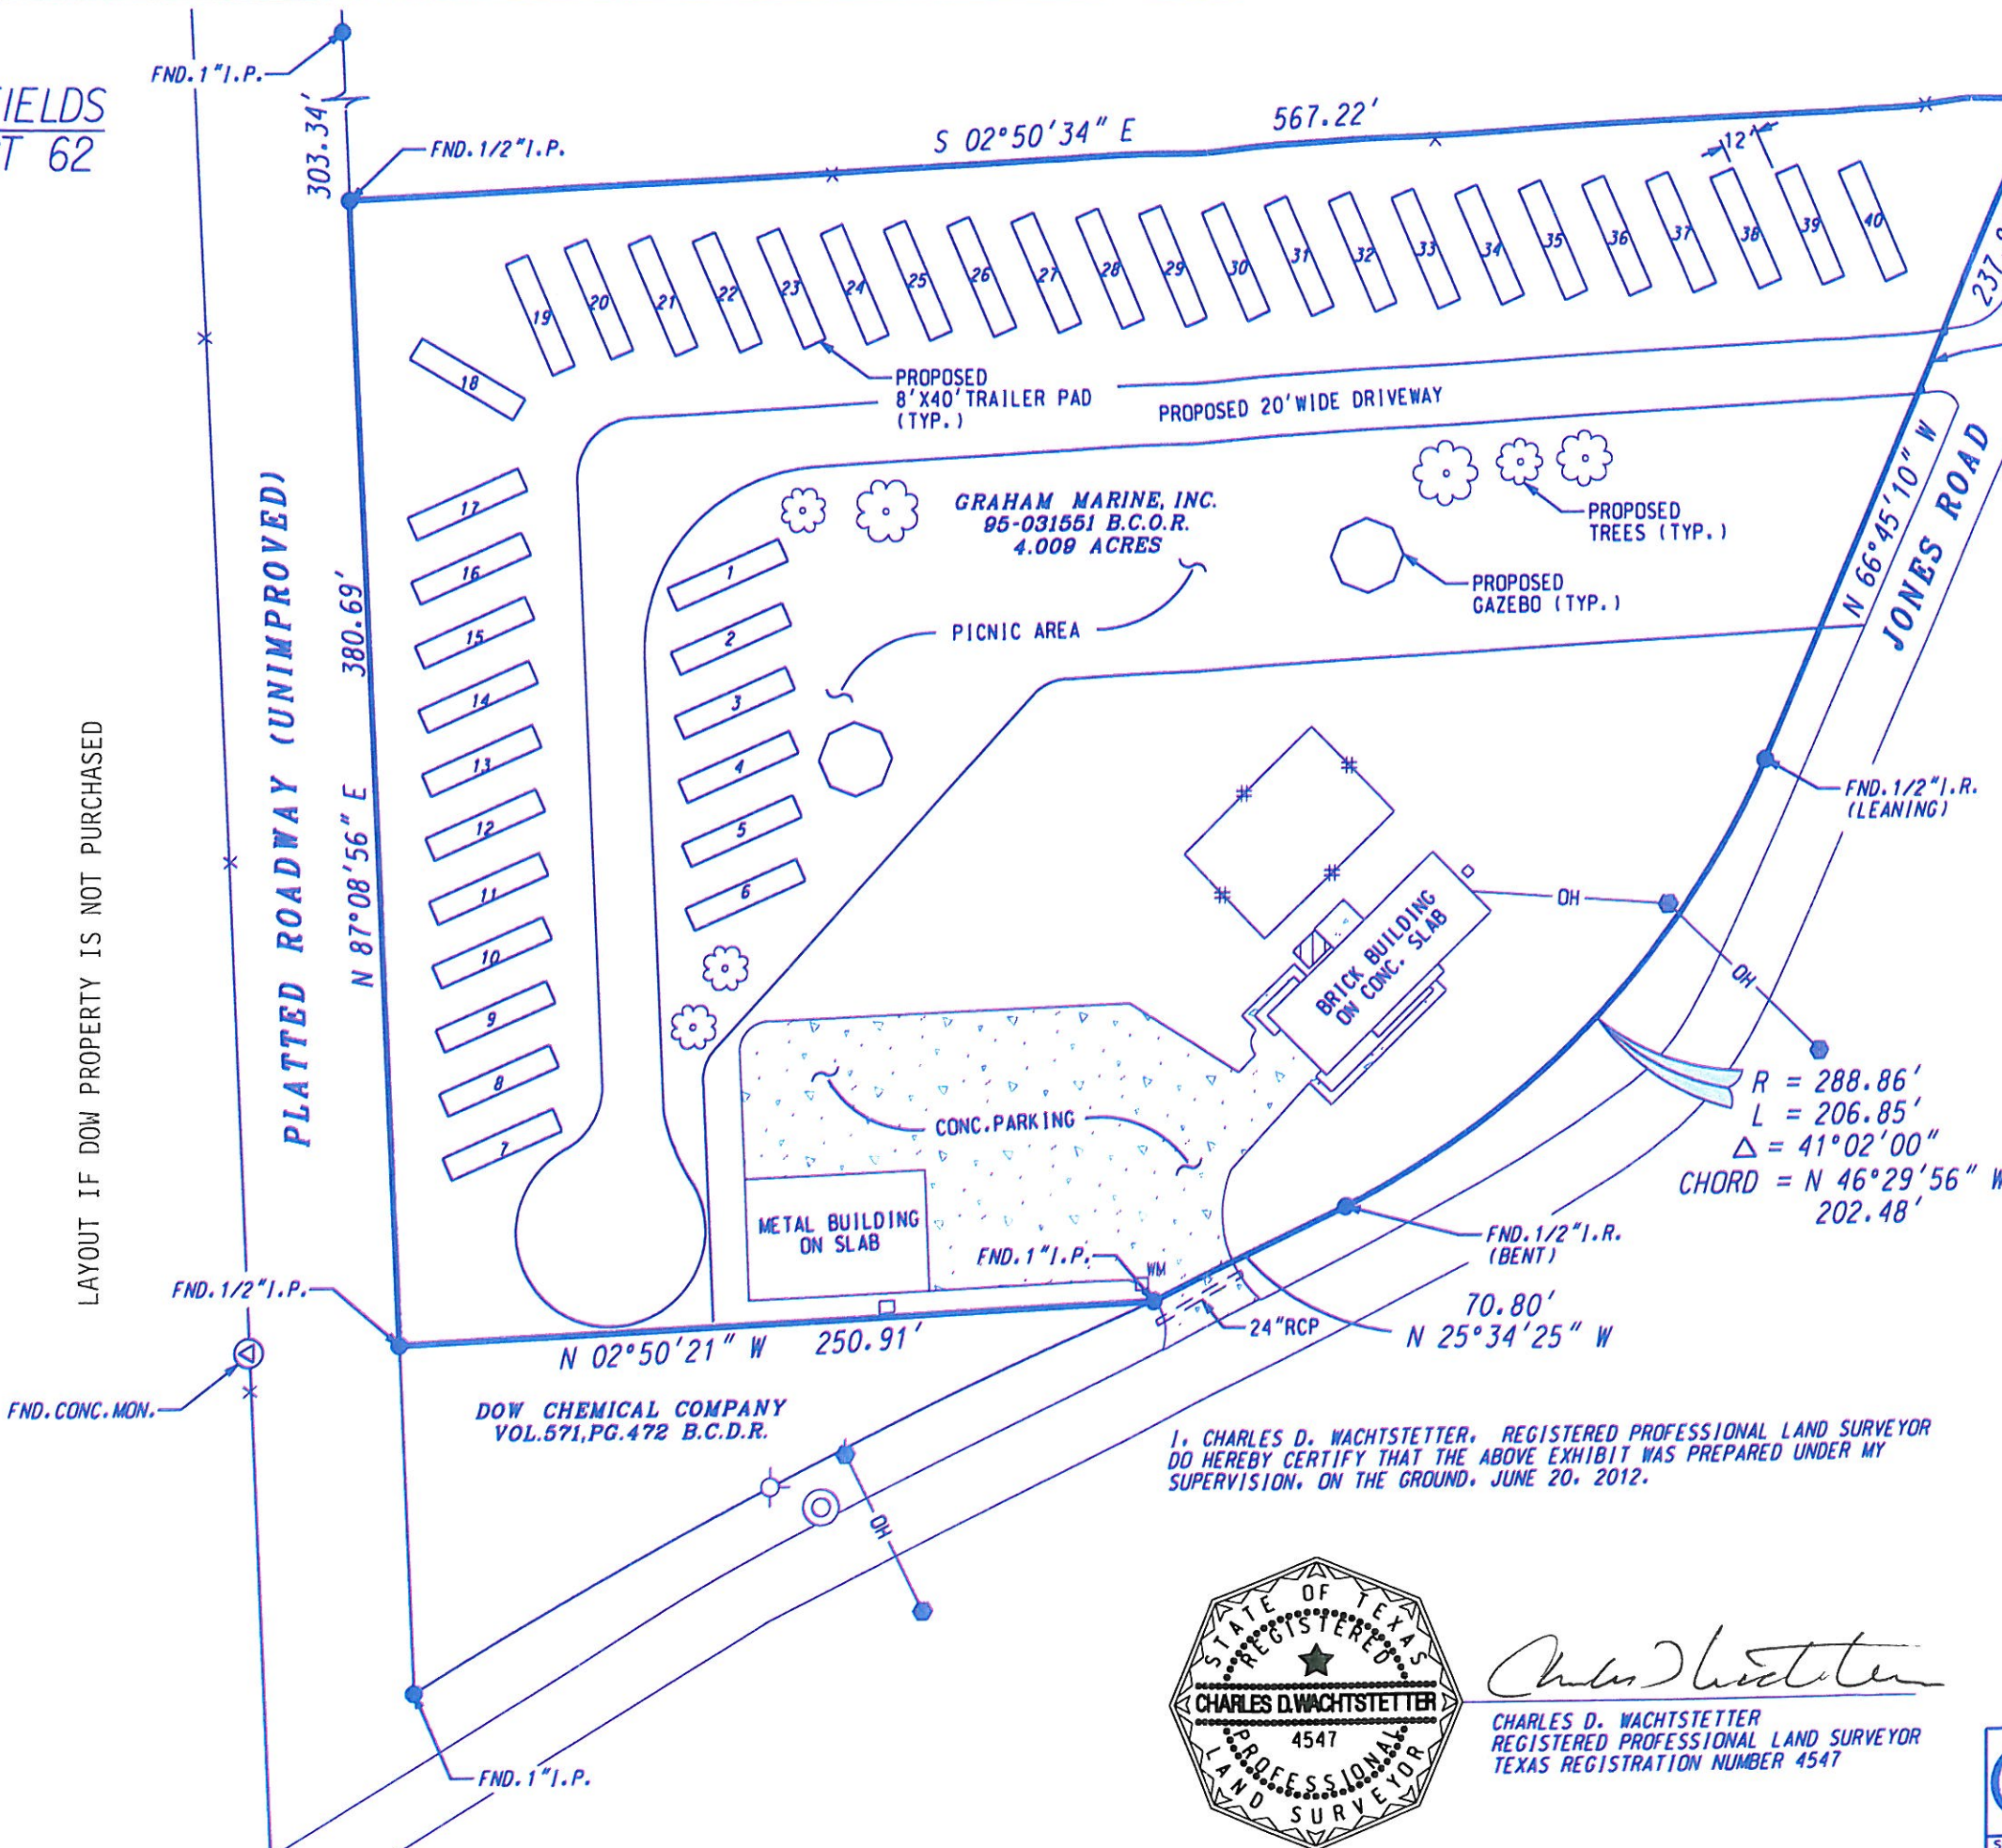 FND. 1"I.P.
IELDS
T 62
303.34'
FND. 1/2"I.P.
S 02°50'34" E
567.22'
12'
19
20
21
22
23
24
25
26
27
28
29
30
31
32
33
34
35
36
37
38
39
40
18
237
PROPOSED
8'X40' TRAILER PAD
(TYP.)
PROPOSED 20' WIDE DRIVEWAY
17
16
15
14
13
12
11
10
9
8
7
1
2
3
4
5
6
GRAHAM MARINE, INC.
95-031551 B.C.O.R.
4.009 ACRES
PROPOSED
TREES (TYP.)
PROPOSED
GAZEBO (TYP.)
PICNIC AREA
N 66°45'10" W
JONES ROAD
PLATTED ROADWAY (UNIMPROVED)
N 87°08'56" E
380.69'
LAYOUT IF DOW PROPERTY IS NOT PURCHASED
FND. 1/2"I.R.
(LEANING)
BRICK BUILDING
ON CONC. SLAB
OH
OH
R = 288.86'
L = 206.85'
Δ = 41°02'00"
CHORD = N 46°29'56" W
202.48'
CONC. PARKING
METAL BUILDING
ON SLAB
FND. 1"I.P.
WM
FND. 1/2"I.R.
(BENT)
70.80'
N 25°34'25" W
24"RCP
FND. 1/2"I.P.
N 02°50'21" W
250.91'
FND. CONC. MON.
DOW CHEMICAL COMPANY
VOL.571, PG.472 B.C.D.R.
OH
I, CHARLES D. WACHTSTETTER, REGISTERED PROFESSIONAL LAND SURVEYOR
DO HEREBY CERTIFY THAT THE ABOVE EXHIBIT WAS PREPARED UNDER MY
SUPERVISION, ON THE GROUND, JUNE 20, 2012.
STATE OF TEXAS
REGISTERED
CHARLES D. WACHTSTETTER
4547
PROFESSIONAL
LAND SURVEYOR
CHARLES D. WACHTSTETTER
REGISTERED PROFESSIONAL LAND SURVEYOR
TEXAS REGISTRATION NUMBER 4547
FND. 1"I.P.